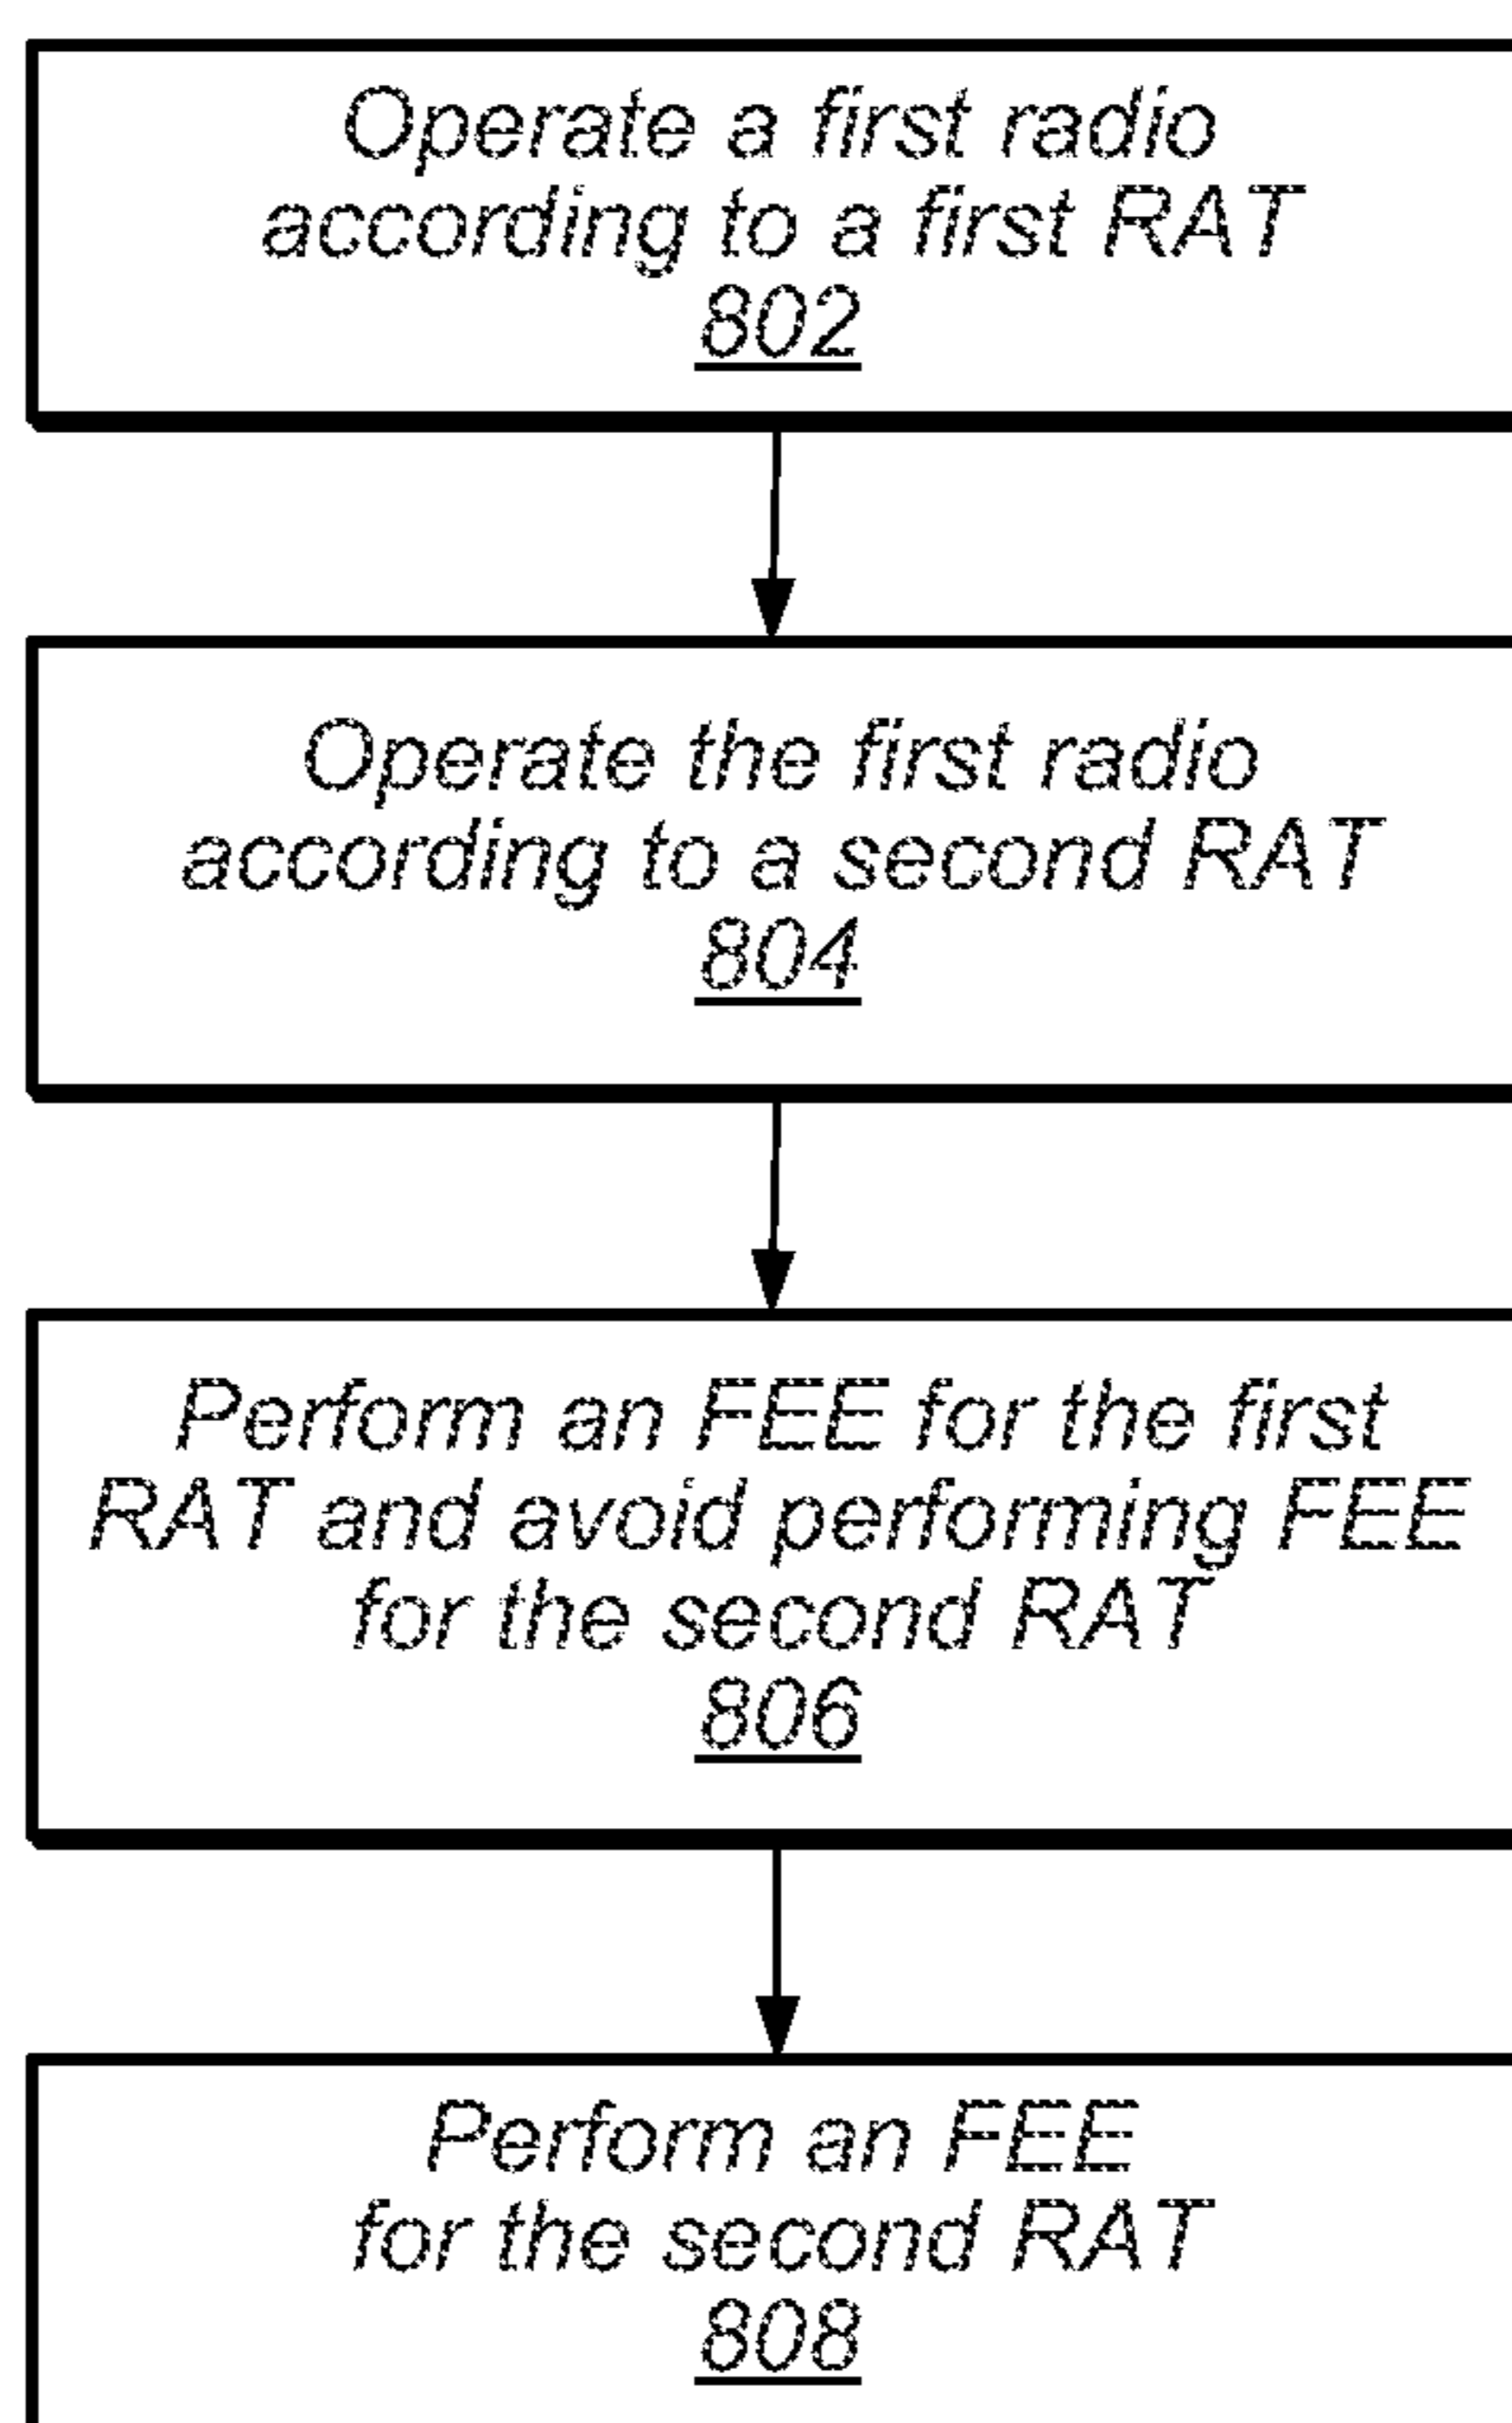 Operate a first radio
according to a first RAT
802
Operate the first radio
according to a second RAT
804
Perform an FEE for the first
RAT and avoid performing FEE
for the second RAT
806
Perform an FEE
for the second RAT
808